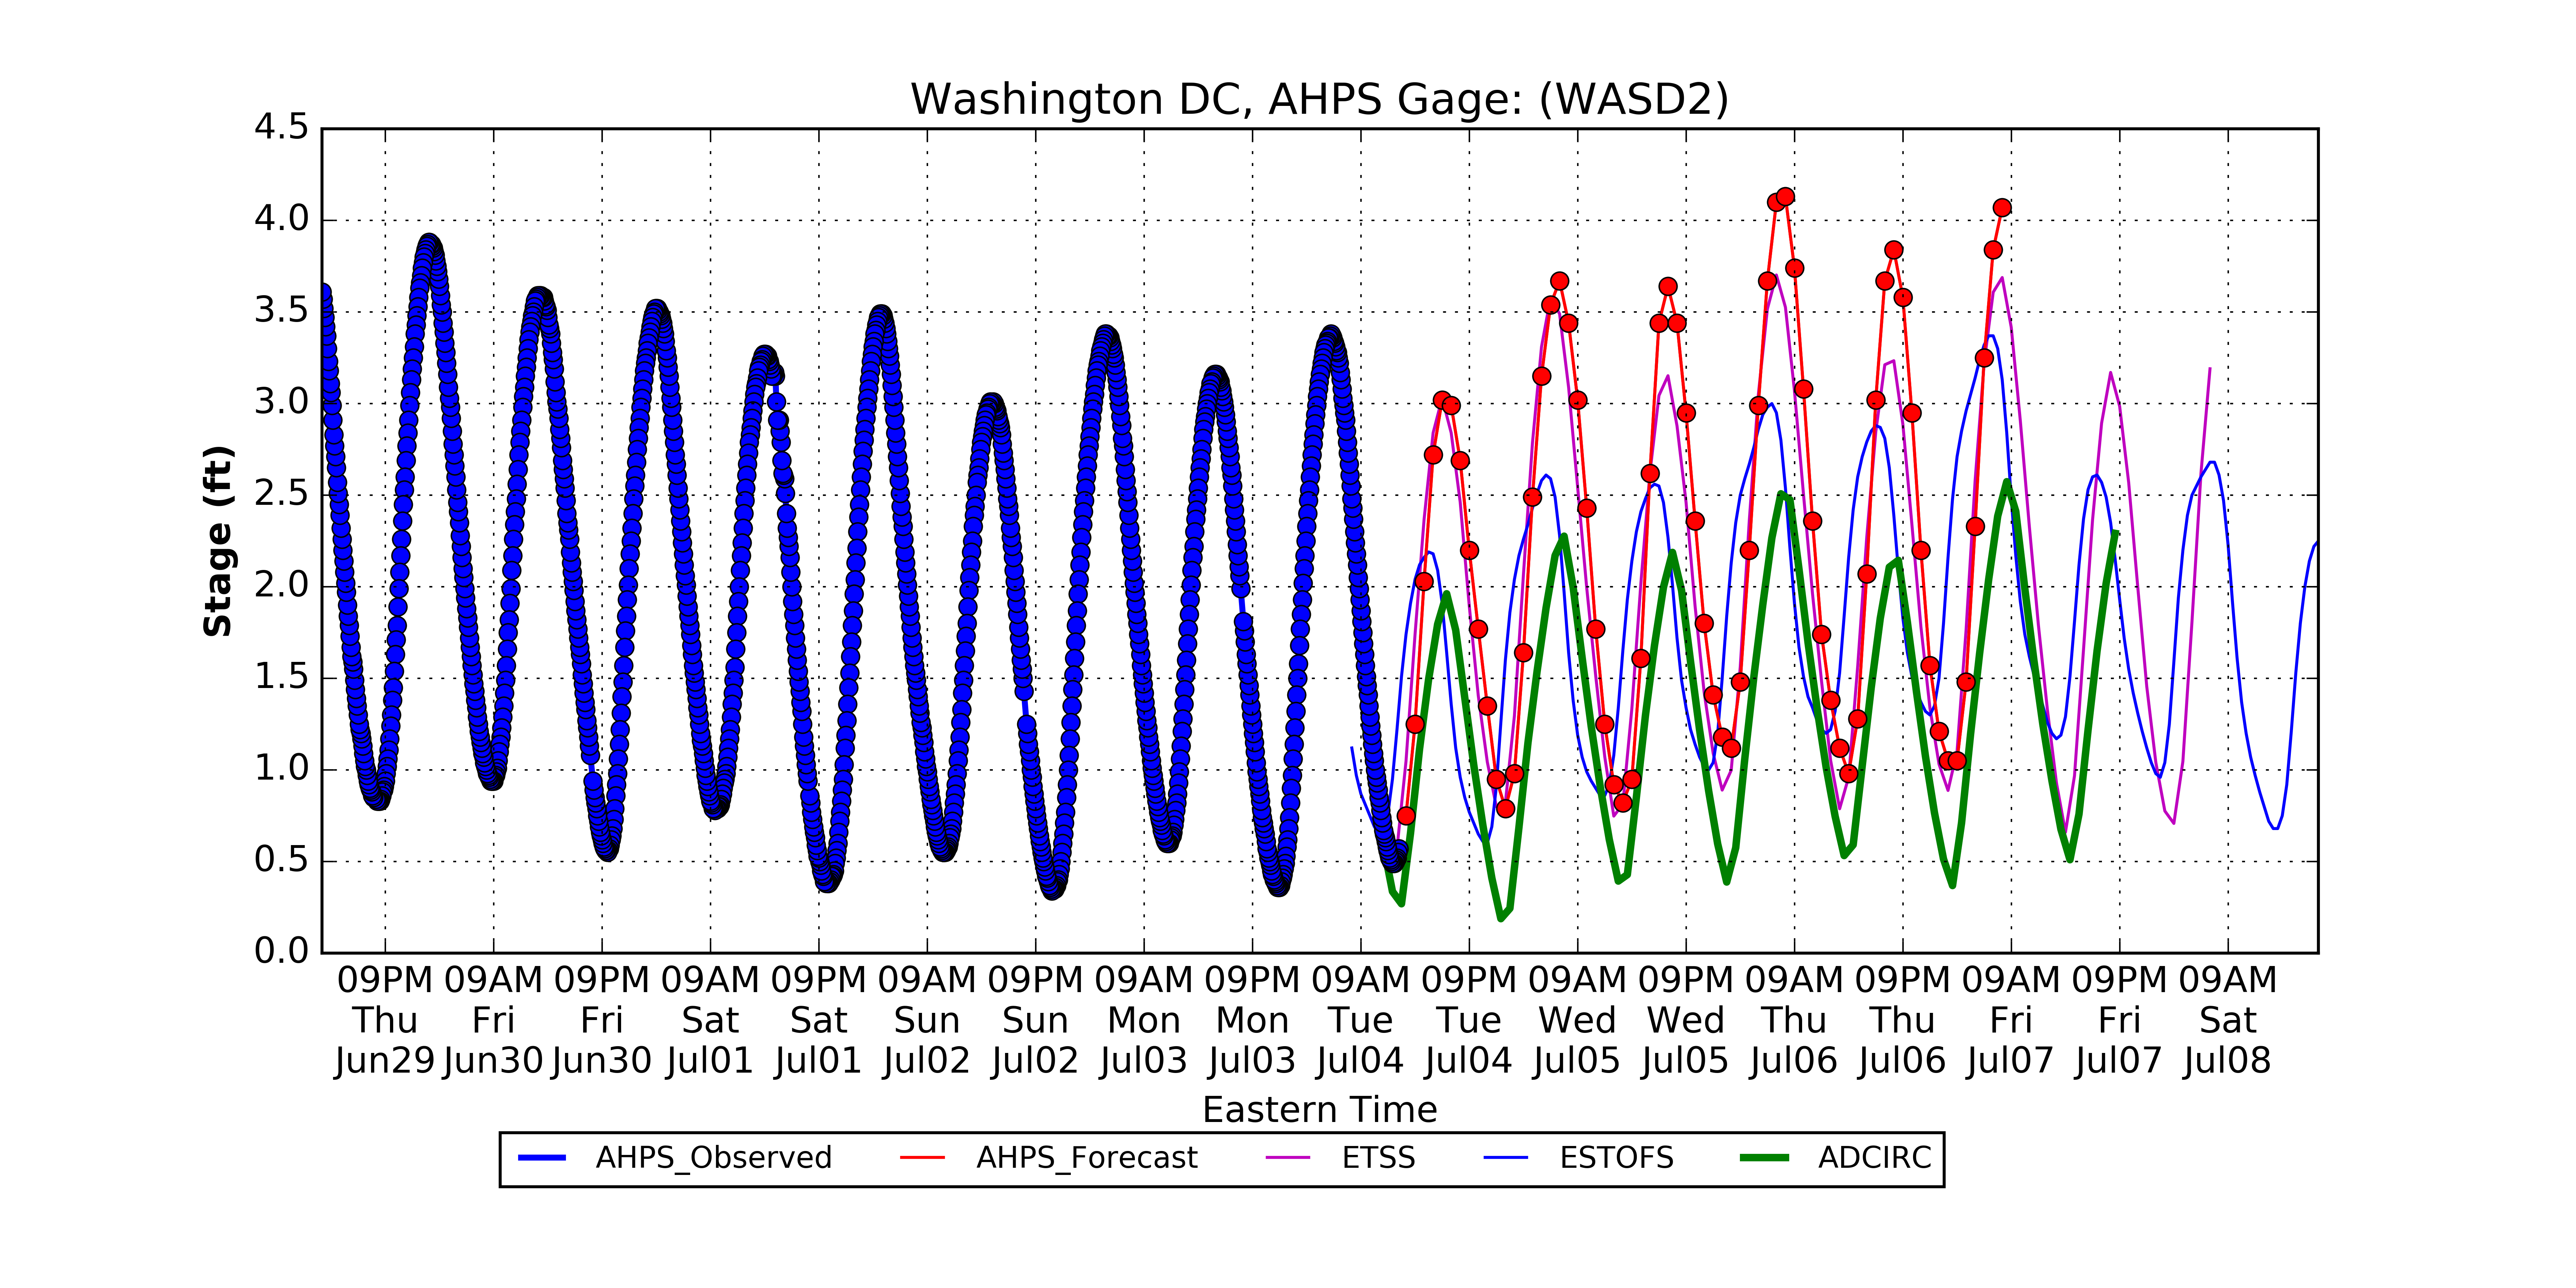 Washington DC, AHPS Gage: (WASD2)
4.5
4.0
3.5
3.0
2.5
2.0
1.5
1.0
0.5
0.0
Stage (ft)
09PM 09AM 09PM 09AM 09PM 09AM 09PM 09AM 09PM 09AM 09PM 09AM 09PM 09AM 09PM 09AM 09PM 09AM
Thu Fri Fri Sat Sat Sun Sun Mon Mon Tue Tue Wed Wed Thu Thu Fri Fri Sat
Jun29 Jun30 Jun30 Jul01 Jul01 Jul02 Jul02 Jul03 Jul03 Jul04 Jul04 Jul05 Jul05 Jul06 Jul06 Jul07 Jul07 Jul08
Eastern Time
AHPS_Observed AHPS_Forecast ETSS ESTOFS ADCIRC